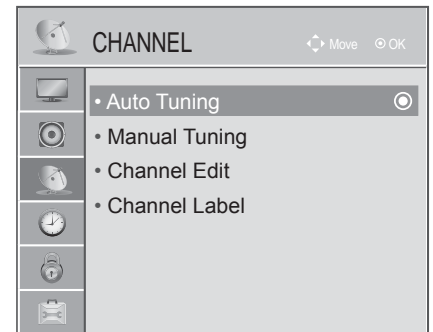 CHANNEL
Move OK
• Auto Tuning
• Manual Tuning
• Channel Edit
• Channel Label